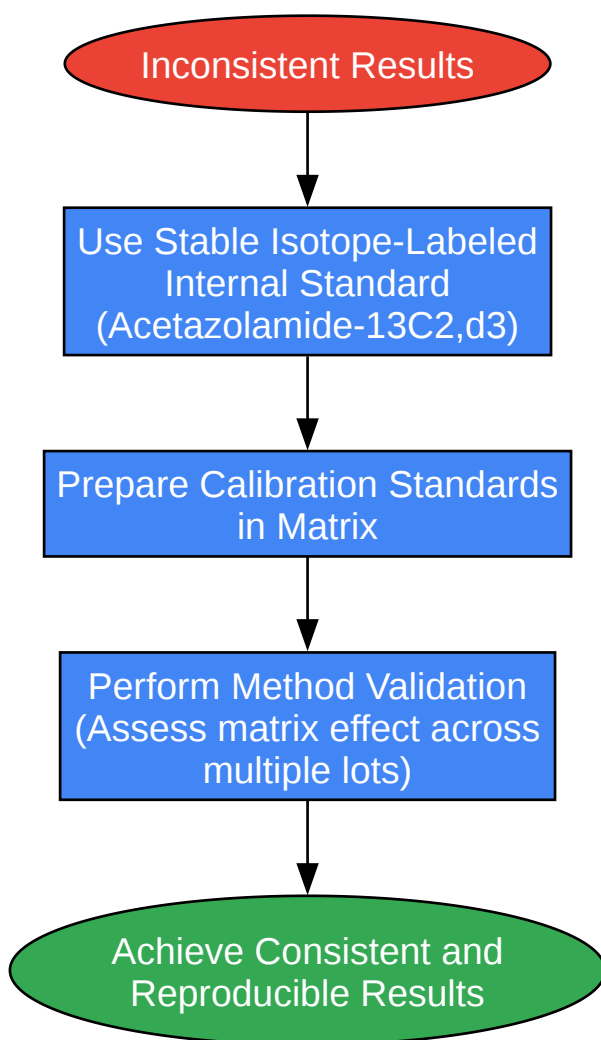 Inconsistent Results
Use Stable Isotope-Labeled
Internal Standard
(Acetazolamide-13C2,d3)
Prepare Calibration Standards
in Matrix
Perform Method Validation
(Assess matrix effect across
multiple lots)
Achieve Consistent and
Reproducible Results